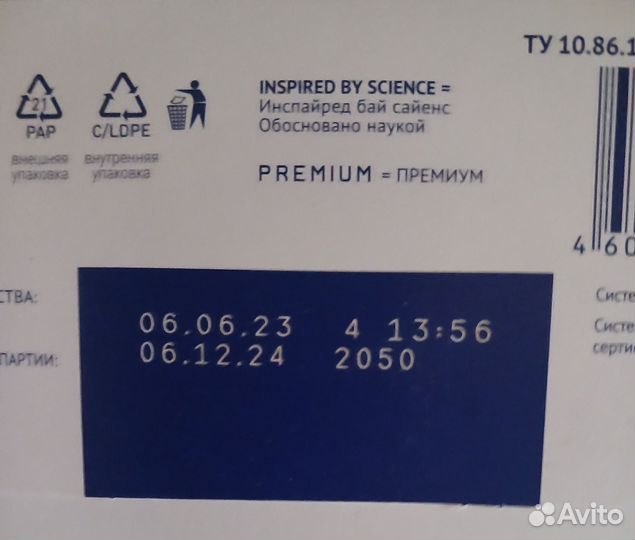 ТУ 10.86.1
INSPIRED BY SCIENCE =
Инспайред бай сайенс
Обосновано наукой
21
PAP
C/LDPE
внешняя
упаковка
внутренняя
упаковка
PREMIUM = ПРЕМИУМ
4 60
СТВА:
Систе
06.06.23 4 13:56
Систе
серти
ПАРТИИ:
06.12.24 2050
Avito